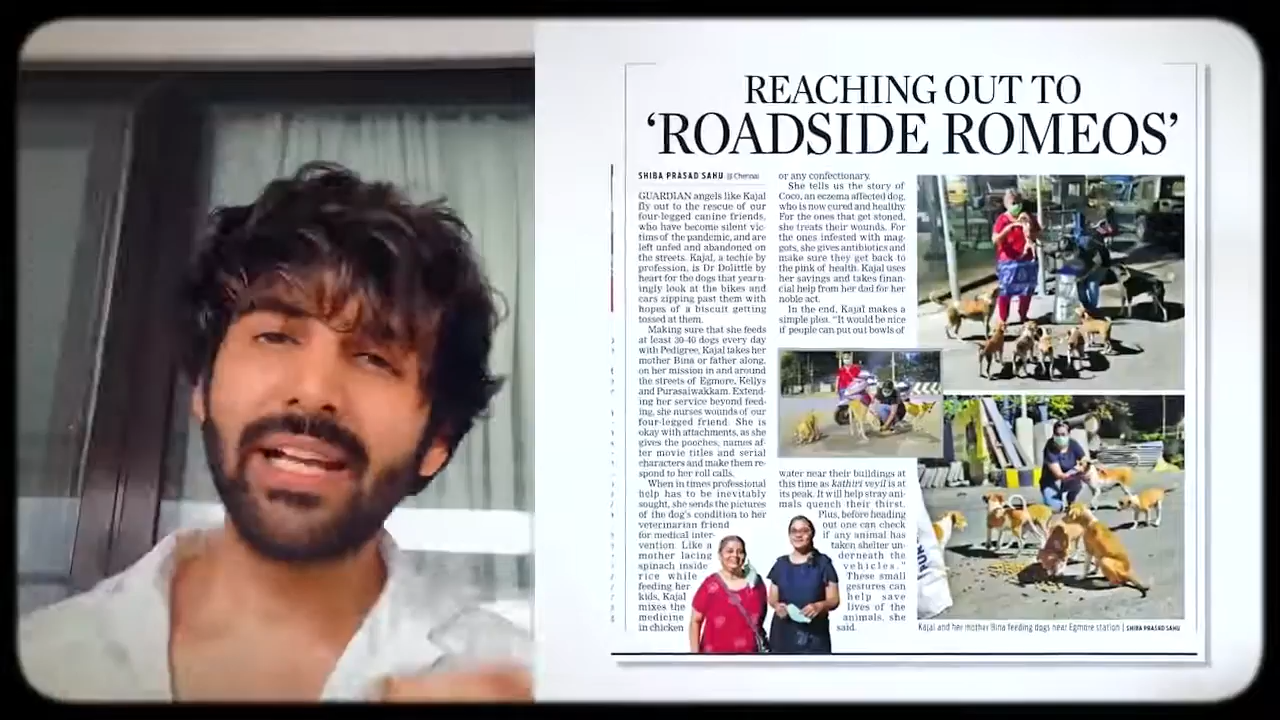 REACHING OUT TO
‘ROADSIDE ROMEOS’
SHIBA PRASAD SAHU @ Chennai
GUARDIAN angels like Kajal
fly out to the rescue of our
four-legged canine friends,
who have become silent vic-
tims of the pandemic, and are
left unfed and abandoned on
the streets. Kajal, a techie by
profession, is Dr Dolittle by
heart for the dogs that yearn-
ingly look at the bikes and
cars zipping past them with
hopes of a biscuit getting
tossed at them.
Making sure that she feeds
at least 30-40 dogs every day
with Pedigree, Kajal takes her
mother Bina or father along,
on her mission in and around
the streets of Egmore, Kellys
and Purasaiwakkam. Extend-
ing her service beyond feed-
ing, she nurses wounds of our
four-legged friend. She is
okay with attachments, as she
gives the pooches, names af-
ter movie titles and serial
characters and make them re-
spond to her roll calls.
When in times professional
help has to be inevitably
sought, she sends the pictures
of the dog's condition to her
veterinarian friend
for medical inter-
vention. Like a
mother lacing
spinach inside
rice while
feeding her
kids, Kajal
mixes the
medicine
in chicken
or any confectionary.
She tells us the story of
Coco, an eczema affected dog,
who is now cured and healthy.
For the ones that get stoned,
she treats their wounds. For
the ones infested with mag-
gots, she gives antibiotics and
make sure they get back to
the pink of health. Kajal uses
her savings and takes finan-
cial help from her dad for her
noble act.
In the end, Kajal makes a
simple plea. “It would be nice
if people can put out bowls of
water near their buildings at
this time as kathiri veyil is at
its peak. It will help stray ani-
mals quench their thirst.
Plus, before heading
out one can check
if any animal has
taken shelter un-
derneath the
vehicles.”
These small
gestures can
help save
lives of the
animals, she
said.
Kajal and her mother Bina feeding dogs near Egmore station | SHIBA PRASAD SAHU